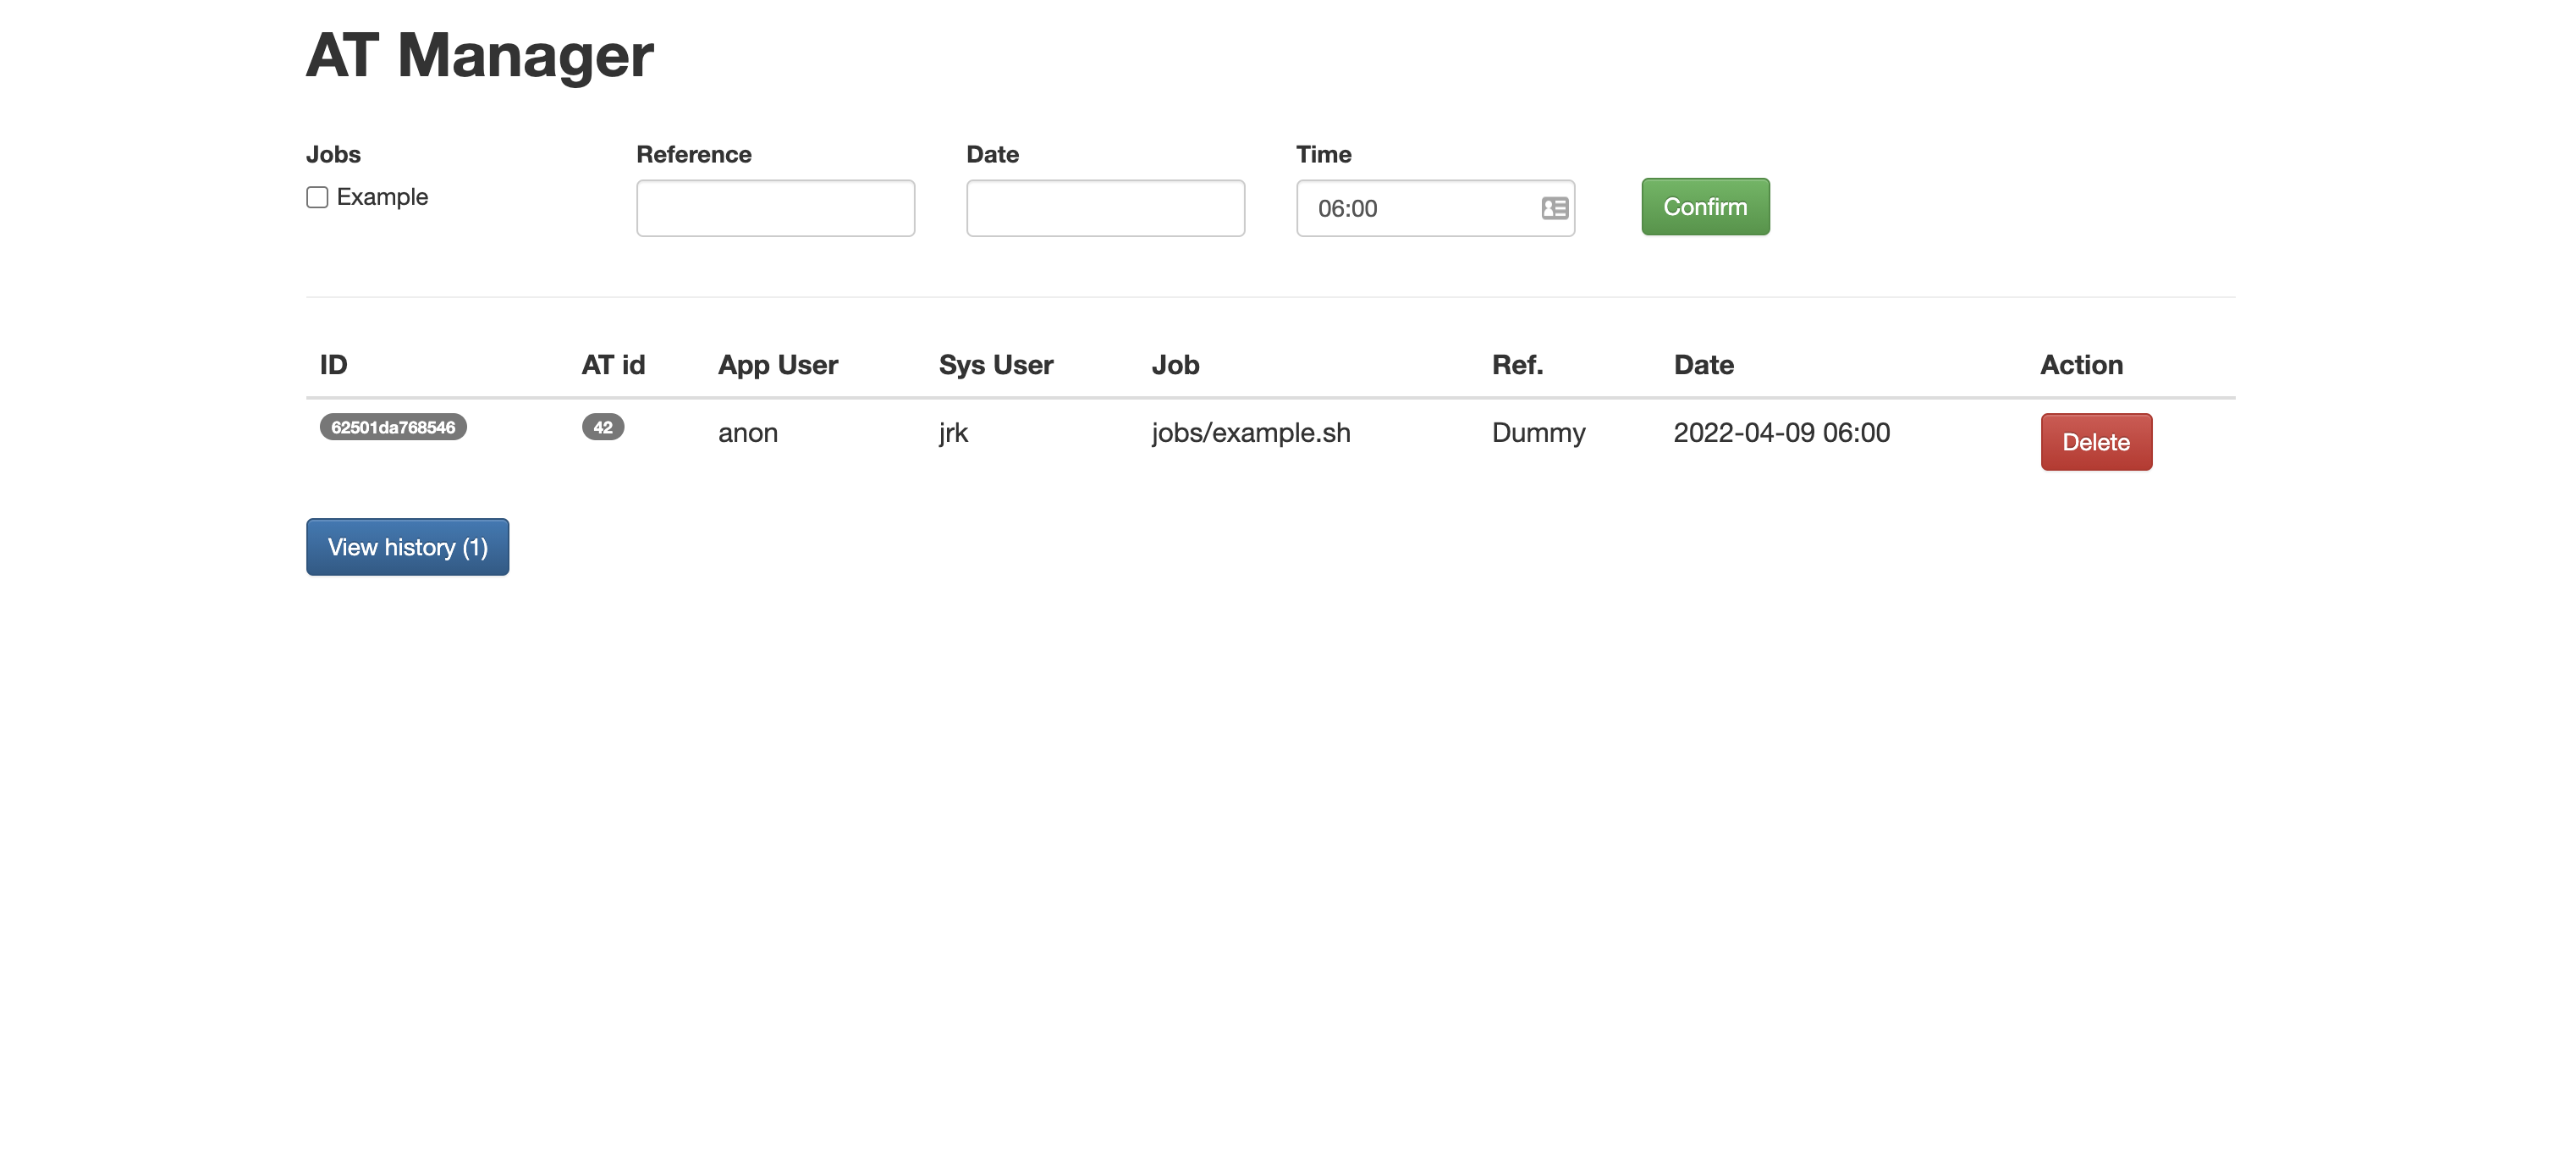 AT Manager
Jobs Reference Date Time
Example 06:00 Confirm
ID AT id App User Sys User Job Ref. Date Action
62501da768546 42 anon jrk jobs/example.sh Dummy 2022-04-09 06:00 Delete
View history (1)